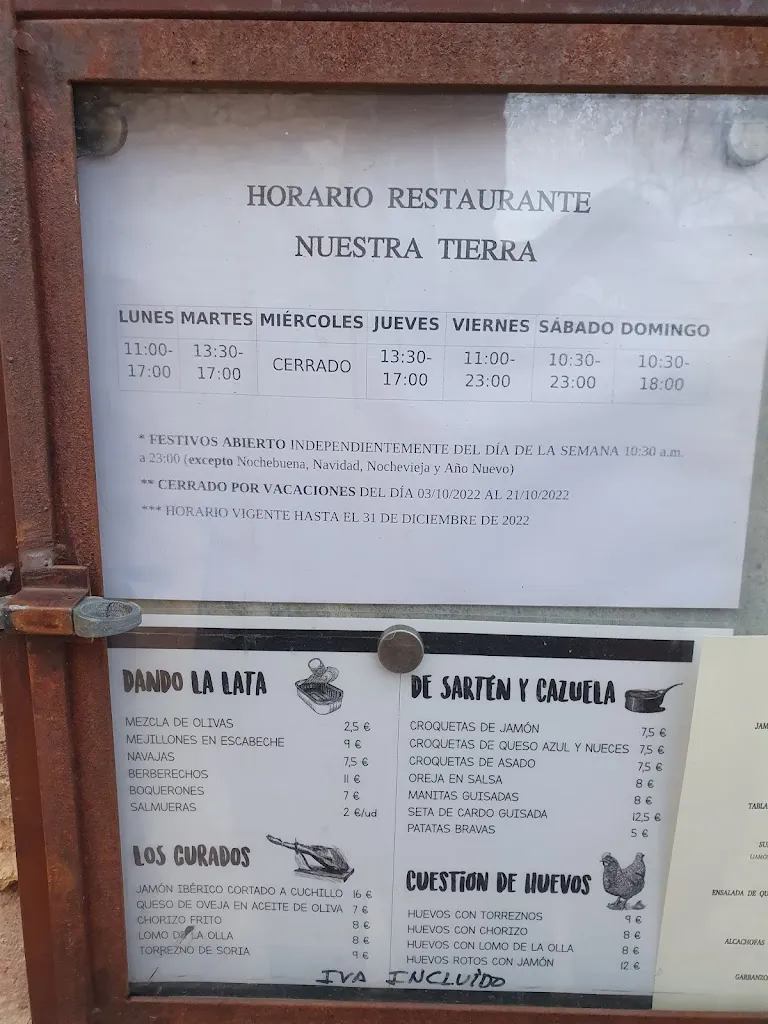 HORARIO RESTAURANTE
NUESTRA TIERRA
LUNES MARTES MIÉRCOLES JUEVES VIERNES SÁBADO DOMINGO
11:00-17:00 13:30-17:00 CERRADO 13:30-17:00 11:00-23:00 10:30-23:00 10:30-18:00
* FESTIVOS ABIERTO INDEPENDIENTEMENTE DEL DÍA DE LA SEMANA 10:30 a.m.
a 23:00 (excepto Nochebuena, Navidad, Nochevieja y Año Nuevo)
** CERRADO POR VACACIONES DEL DÍA 03/10/2022 AL 21/10/2022
*** HORARIO VIGENTE HASTA EL 31 DE DICIEMBRE DE 2022
DANDO LA LATA
MEZCLA DE OLIVAS 2,5 €
MEJILLONES EN ESCABECHE 9 €
NAVAJAS 7,5 €
BERBERECHOS 11 €
BOQUERONES 7 €
SALMUERAS 2 €/ud
LOS CURADOS
JAMÓN IBÉRICO CORTADO A CUCHILLO 16 €
QUESO DE OVEJA EN ACEITE DE OLIVA 7 €
CHORIZO FRITO 8 €
LOMO DE LA OLLA 8 €
TORREZNO DE SORIA 9 €
DE SARTÉN Y CAZUELA
CROQUETAS DE JAMÓN 7,5 €
CROQUETAS DE QUESO AZUL Y NUECES 7,5 €
CROQUETAS DE ASADO 7,5 €
OREJA EN SALSA 8 €
MANITAS GUISADAS 8 €
SETA DE CARDO GUISADA 12,5 €
PATATAS BRAVAS 5 €
CUESTIÓN DE HUEVOS
HUEVOS CON TORREZNOS 9 €
HUEVOS CON CHORIZO 8 €
HUEVOS CON LOMO DE LA OLLA 8 €
HUEVOS ROTOS CON JAMÓN 12 €
IVA INCLUÍDO
JAM
TABLA
ENSALADA DE QU
ALCACHOFAS
GARBANZO